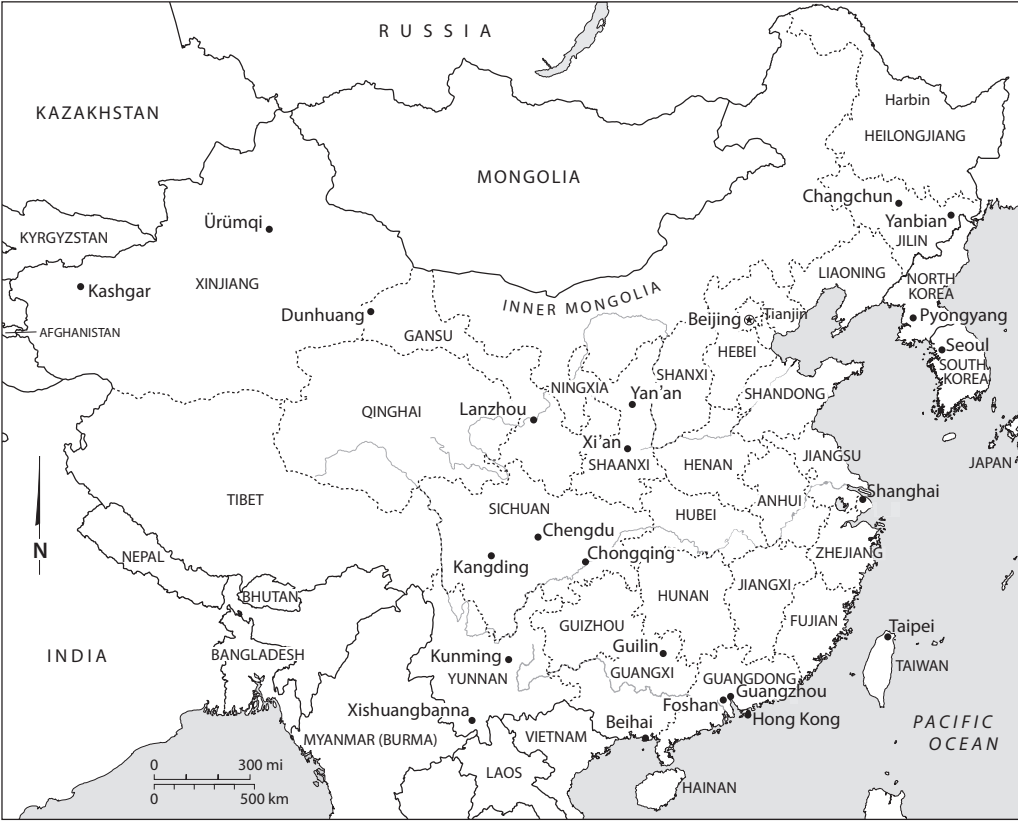 RUSSIA
KAZAKHSTAN
Harbin
HEILONGJIANG
MONGOLIA
Changchun
Yanbian
JILIN
Ürümqi
KYRGYZSTAN
XINJIANG
Kashgar
LIAONING
NORTH
KOREA
INNER MONGOLIA
Dunhuang
Beijing
Tianjin
Pyongyang
AFGHANISTAN
GANSU
HEBEI
Seoul
SOUTH
KOREA
SHANXI
NINGXIA
Yan'an
SHANDONG
QINGHAI
Lanzhou
Xi'an
SHAANXI
HENAN
JIANGSU
JAPAN
TIBET
Shanghai
ANHUI
SICHUAN
HUBEI
Chengdu
Chongqing
ZHEJIANG
N
NEPAL
Kangding
BHUTAN
JIANGXI
HUNAN
FUJIAN
GUIZHOU
Taipei
INDIA
BANGLADESH
Kunming
Guilin
TAIWAN
YUNNAN
GUANGXI
GUANGDONG
Guangzhou
Foshan
Xishuangbanna
Hong Kong
Beihai
PACIFIC
OCEAN
MYANMAR (BURMA)
VIETNAM
0 300 mi
LAOS
HAINAN
0 500 km